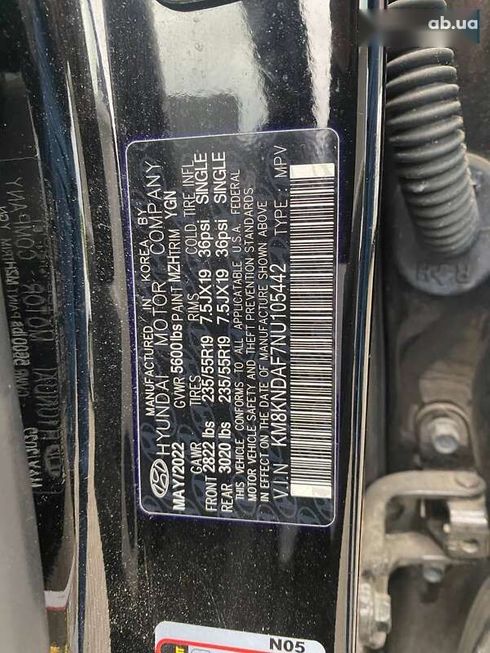 ab.ua
MANUFACTURED IN KOREA BY
HYUNDAI MOTOR COMPANY
MAY/2022 GVWR 5600 lbs PAINT MZH TRIM YGN
GAWR TIRES RIMS COLD TIRE INFL.
FRONT 2822 lbs 235/55R19 7.5JX19 36psi SINGLE
REAR 3020 lbs 235/55R19 7.5JX19 36psi SINGLE
THIS VEHICLE CONFORMS TO ALL APPLICABLE U.S.A. FEDERAL
MOTOR VEHICLE SAFETY AND THEFT PREVENTION STANDARDS
IN EFFECT ON THE DATE OF MANUFACTURE SHOWN ABOVE
V.I.N : KM8KNDAF7NU105442 TYPE : MPV
N05